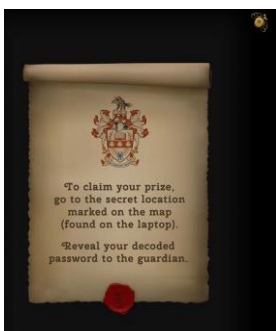 To claim your prize,
go to the secret location
marked on the map
(found on the laptop).
Reveal your decoded
password to the guardian.